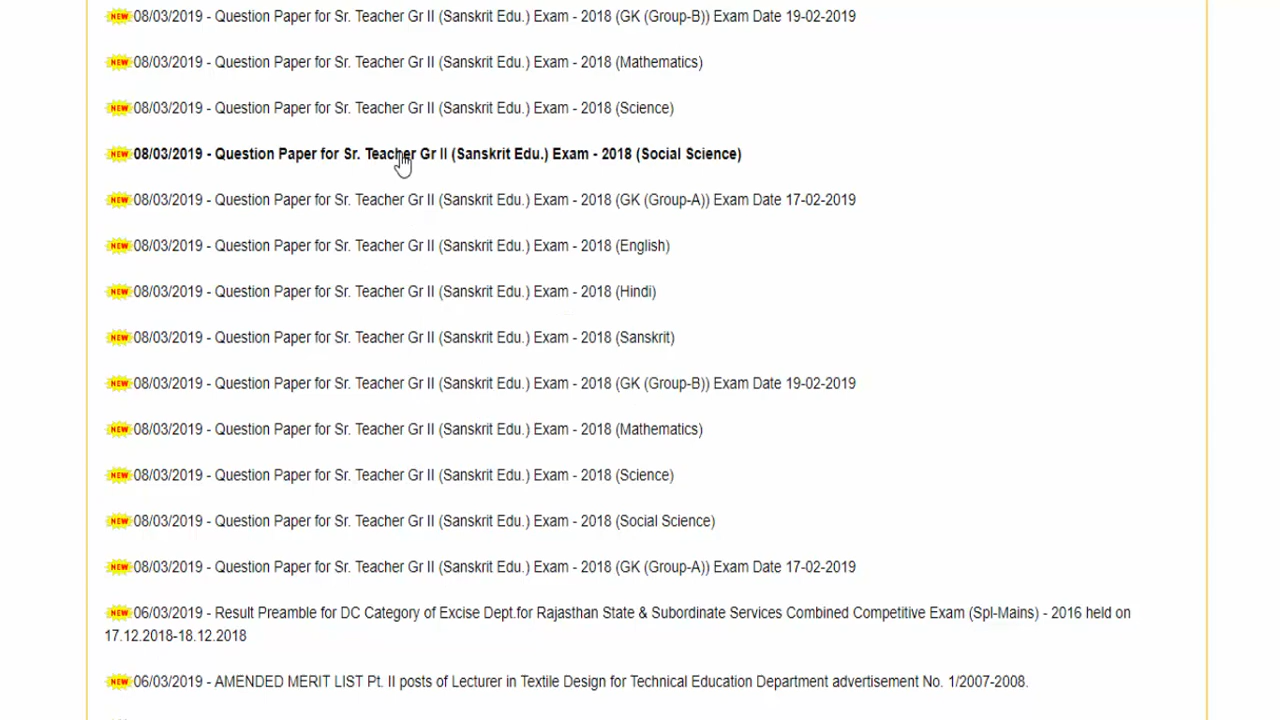 NEW 08/03/2019 - Question Paper for Sr. Teacher Gr II (Sanskrit Edu.) Exam - 2018 (GK (Group-B)) Exam Date 19-02-2019
NEW 08/03/2019 - Question Paper for Sr. Teacher Gr II (Sanskrit Edu.) Exam - 2018 (Mathematics)
NEW 08/03/2019 - Question Paper for Sr. Teacher Gr II (Sanskrit Edu.) Exam - 2018 (Science)
NEW 08/03/2019 - Question Paper for Sr. Teacher Gr II (Sanskrit Edu.) Exam - 2018 (Social Science)
NEW 08/03/2019 - Question Paper for Sr. Teacher Gr II (Sanskrit Edu.) Exam - 2018 (GK (Group-A)) Exam Date 17-02-2019
NEW 08/03/2019 - Question Paper for Sr. Teacher Gr II (Sanskrit Edu.) Exam - 2018 (English)
NEW 08/03/2019 - Question Paper for Sr. Teacher Gr II (Sanskrit Edu.) Exam - 2018 (Hindi)
NEW 08/03/2019 - Question Paper for Sr. Teacher Gr II (Sanskrit Edu.) Exam - 2018 (Sanskrit)
NEW 08/03/2019 - Question Paper for Sr. Teacher Gr II (Sanskrit Edu.) Exam - 2018 (GK (Group-B)) Exam Date 19-02-2019
NEW 08/03/2019 - Question Paper for Sr. Teacher Gr II (Sanskrit Edu.) Exam - 2018 (Mathematics)
NEW 08/03/2019 - Question Paper for Sr. Teacher Gr II (Sanskrit Edu.) Exam - 2018 (Science)
NEW 08/03/2019 - Question Paper for Sr. Teacher Gr II (Sanskrit Edu.) Exam - 2018 (Social Science)
NEW 08/03/2019 - Question Paper for Sr. Teacher Gr II (Sanskrit Edu.) Exam - 2018 (GK (Group-A)) Exam Date 17-02-2019
NEW 06/03/2019 - Result Preamble for DC Category of Excise Dept.for Rajasthan State & Subordinate Services Combined Competitive Exam (Spl-Mains) - 2016 held on
17.12.2018-18.12.2018
NEW 06/03/2019 - AMENDED MERIT LIST Pt. II posts of Lecturer in Textile Design for Technical Education Department advertisement No. 1/2007-2008.